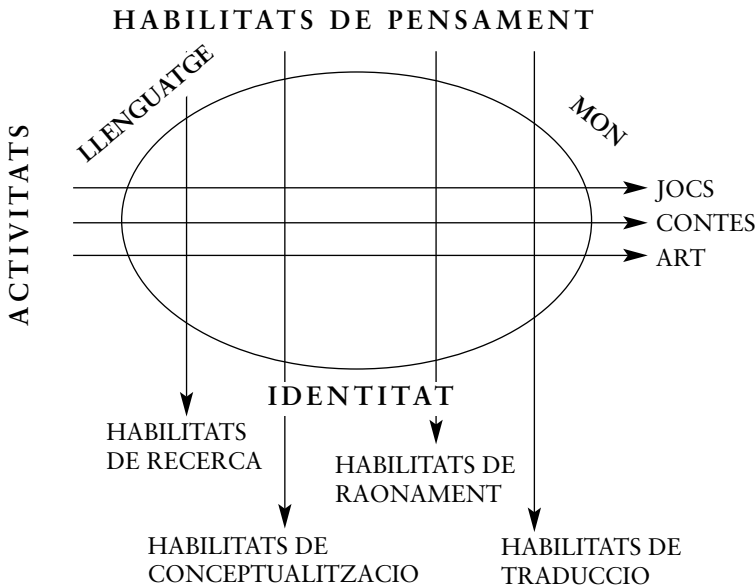 HABILITATS DE PENSAMENT
LLENGUATGE
MON
ACTIVITATS
JOCS
CONTES
ART
IDENTITAT
HABILITATS
DE RECERCA
HABILITATS DE
RAONAMENT
HABILITATS DE
CONCEPTUALITZACIO
HABILITATS DE
TRADUCCIO